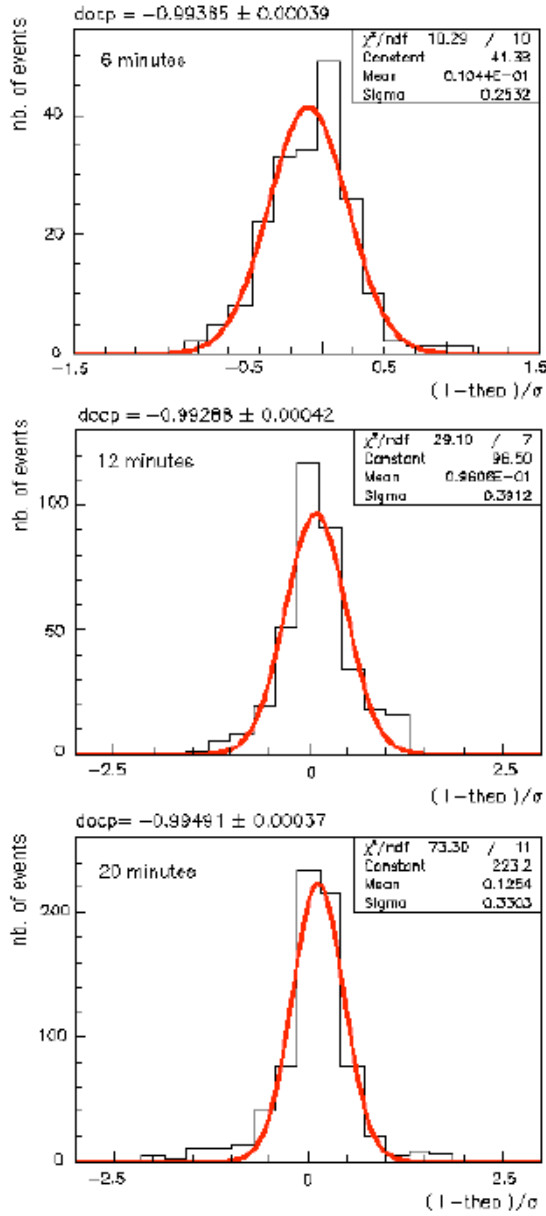 docp = -0.99385 ± 0.00039
6 minutes
χ²/ndf 10.29 / 10
Constant 41.33
Mean 0.1044E-01
Sigma 0.2532
nb. of events
40
20
0
-1.5 -0.5 0.5 1.5
(I-theo)/σ
docp = -0.99288 ± 0.00042
12 minutes
χ²/ndf 29.10 / 7
Constant 96.50
Mean 0.9606E-01
Sigma 0.3912
nb. of events
100
50
0
-2.5 0 2.5
(I-theo)/σ
docp= -0.99491 ± 0.00037
20 minutes
χ²/ndf 73.30 / 11
Constant 223.2
Mean 0.1254
Sigma 0.3303
nb. of events
200
100
0
-2.5 0 2.5
(I-theo)/σ